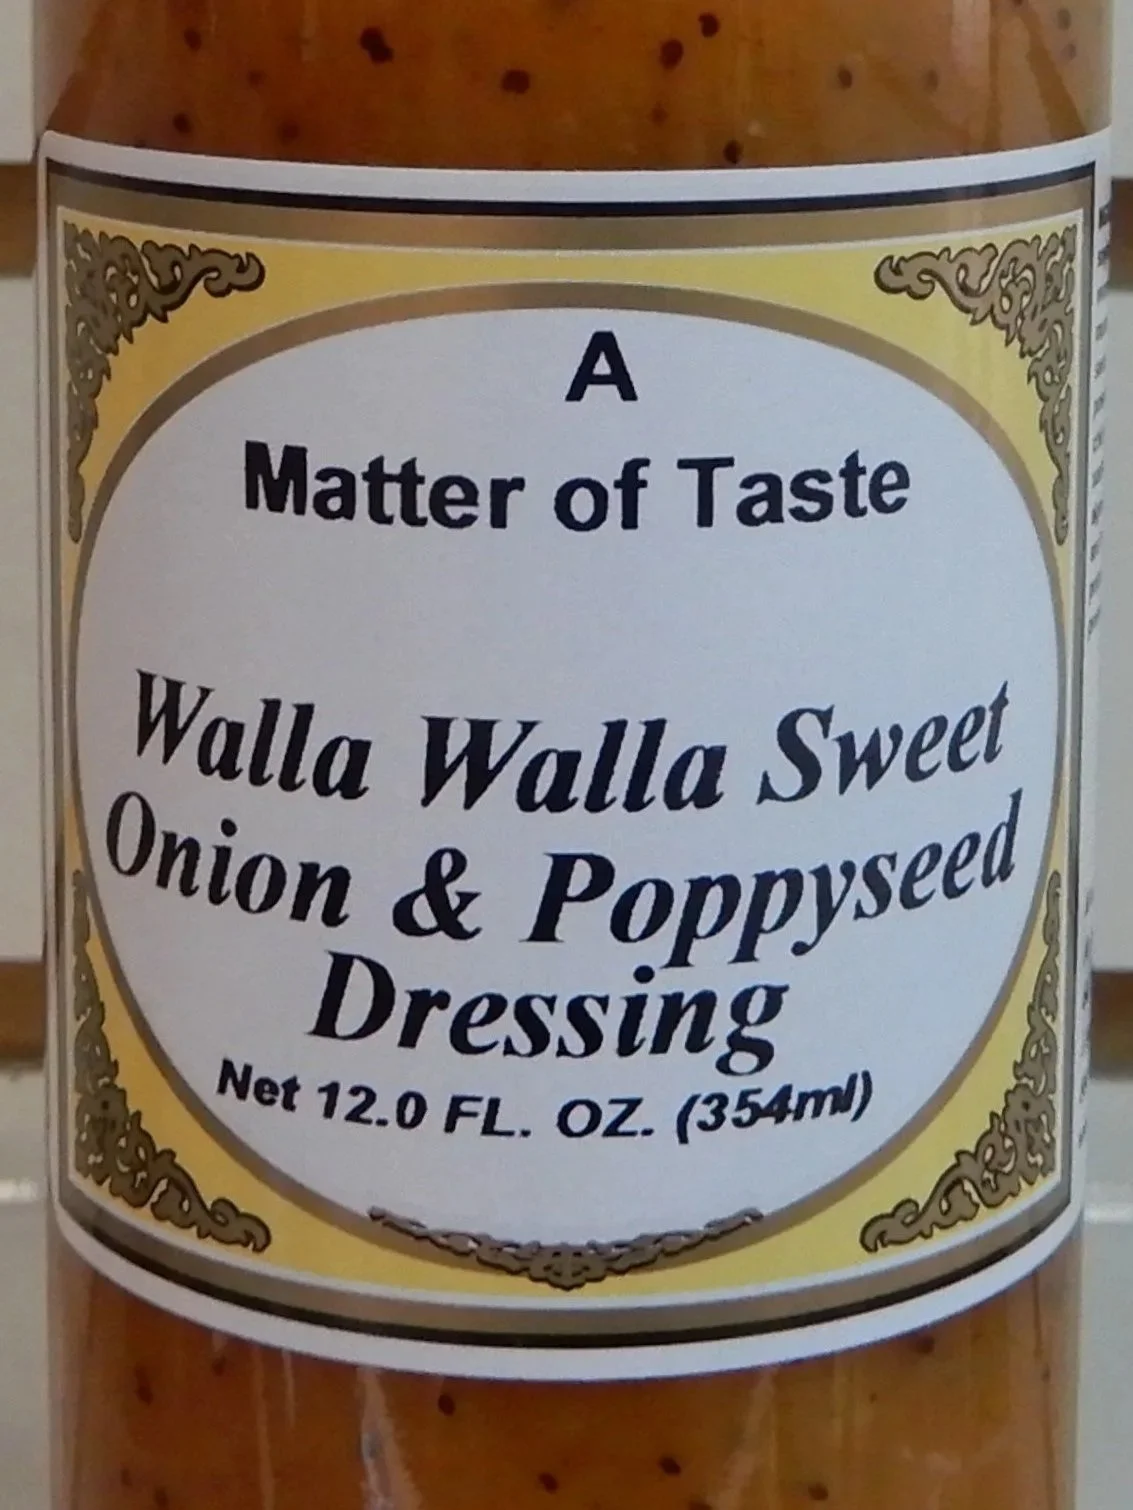 A
Matter of Taste
Walla Walla Sweet
Onion & Poppyseed
Dressing
Net 12.0 FL. OZ. (354ml)